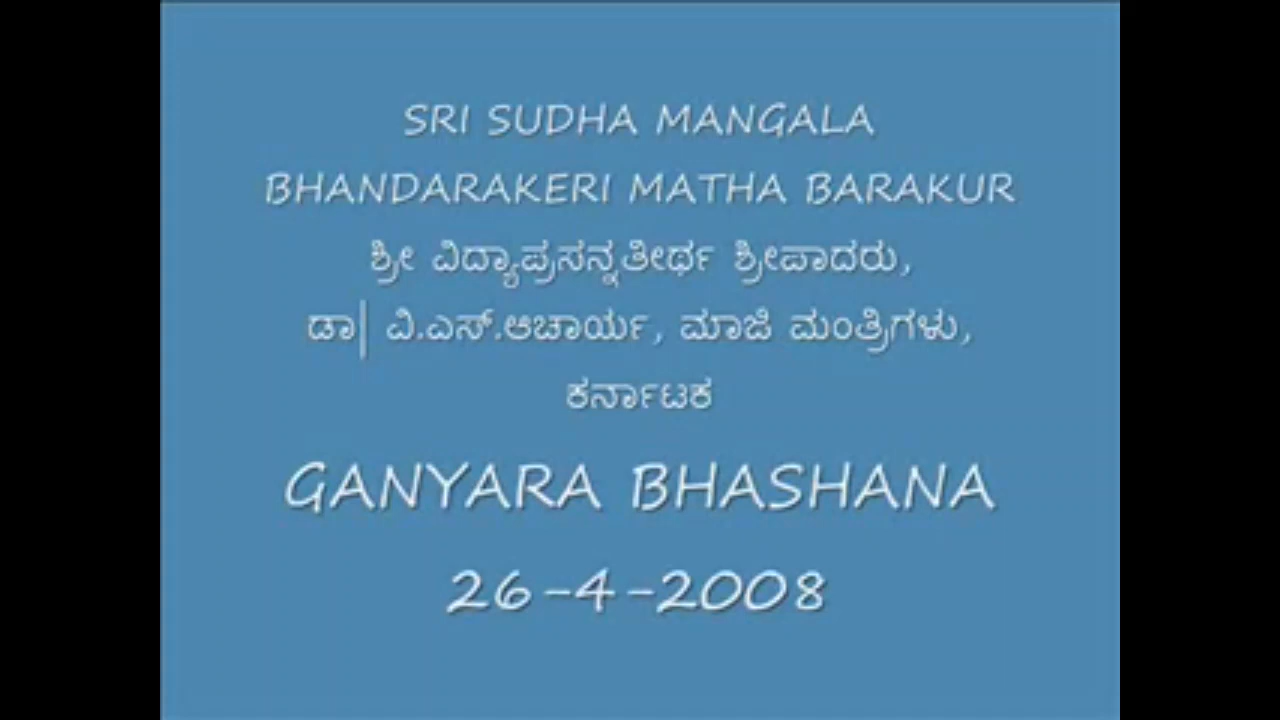 SRI SUDHA MANGALA
BHANDARAKERI MATHA BARAKUR
ಶ್ರೀ ವಿದ್ಯಾಪ್ರಸನ್ನತೀರ್ಥ ಶ್ರೀಪಾದರು,
ಡಾ| ವಿ.ಎಸ್.ಆಚಾರ್ಯ, ಮಾಜಿ ಮಂತ್ರಿಗಳು,
ಕರ್ನಾಟಕ
GANYARA BHASHANA
26-4-2008